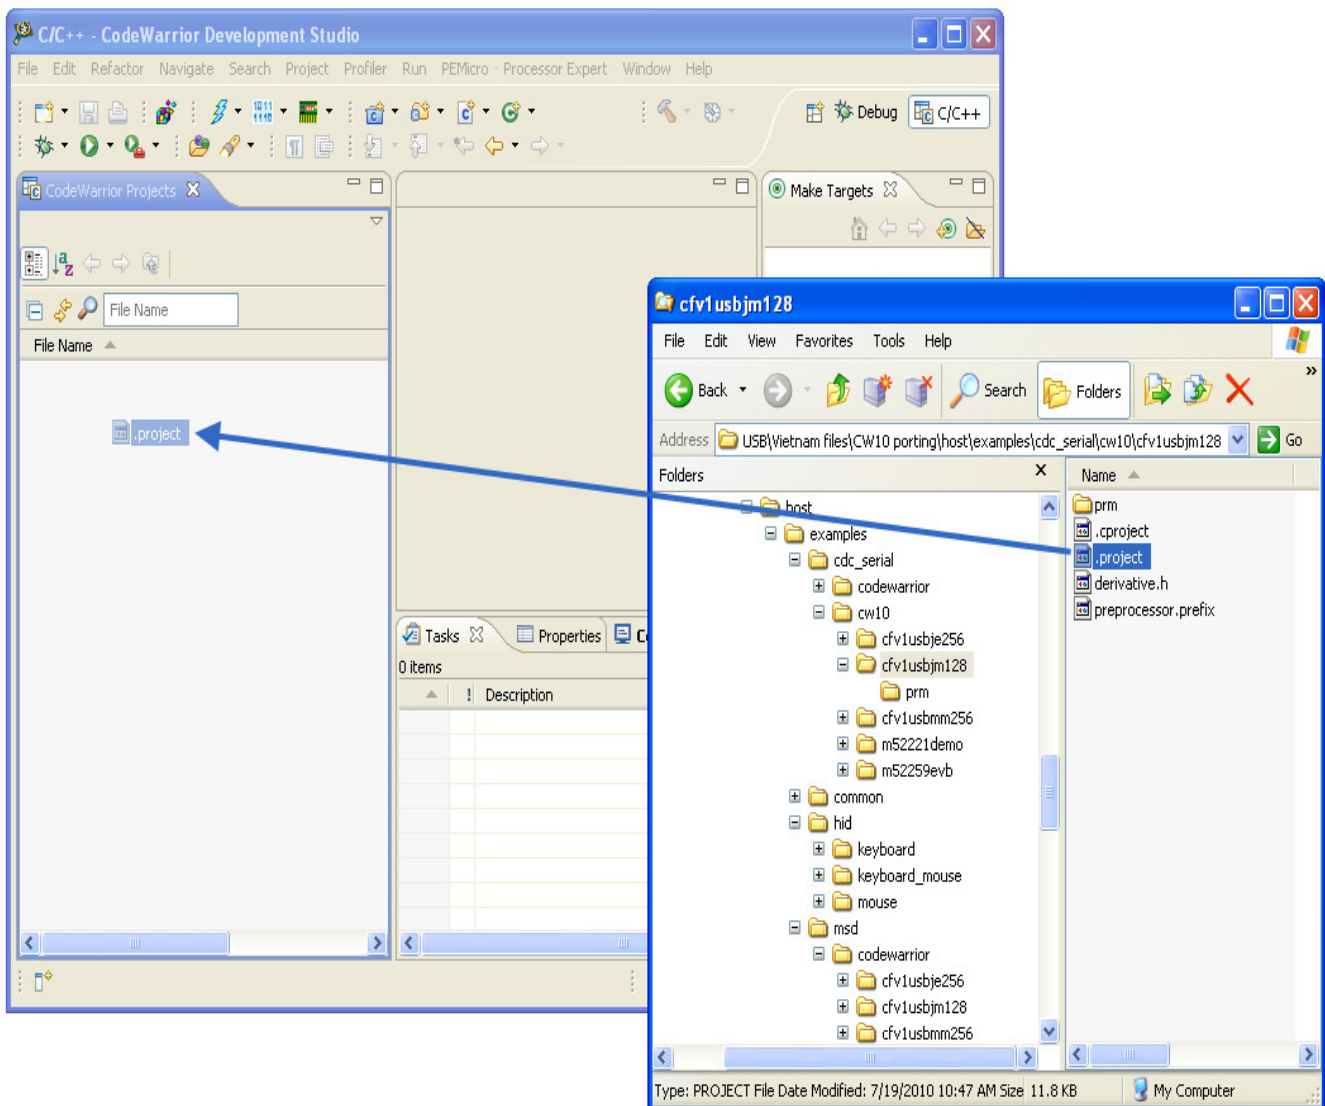 C/C++ - CodeWarrior Development Studio
File Edit Refactor Navigate Search Project Profiler Run PEMicro Processor Expert Window Help
Debug C/C++
CodeWarrior Projects
Make Targets
File Name
File Name
.project
Tasks Properties
0 items
! Description
cfv1usbjm128
File Edit View Favorites Tools Help
Back Search Folders
Address USB\Vietnam files\CW10 porting\host\examples\cdc_serial\cw10\cfv1usbjm128 Go
Folders
host
examples
cdc_serial
codewarrior
cw10
cfv1usbje256
cfv1usbjm128
prm
cfv1usbmm256
m52221demo
m52259evb
common
hid
keyboard
keyboard_mouse
mouse
msd
codewarrior
cfv1usbje256
cfv1usbjm128
cfv1usbmm256
Name
prm
.cproject
.project
derivative.h
preprocessor.prefix
Type: PROJECT File Date Modified: 7/19/2010 10:47 AM Size 11.8 KB My Computer